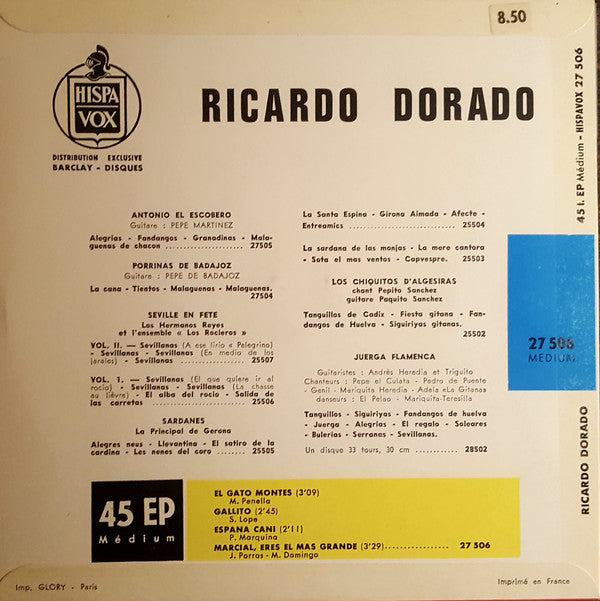 8.50
HISPA
VOX
DISTRIBUTION EXCLUSIVE
BARCLAY - DISQUES
RICARDO DORADO
ANTONIO EL ESCOBERO
Guitare : PEPE MARTINEZ
Alegrias - Fandangos - Granadinas - Mala-
guenas de chacon .................... 27505
PORRINAS DE BADAJOZ
Guitare : PEPE DE BADAJOZ
La cana - Tientos - Malaguenas - Malaguenas.
27504
SEVILLE EN FETE
Los Hermanos Reyes
et l'ensemble « Los Rocieros »
VOL. II. — Sevillanas (A ese lirio « Pelegrino)
- Sevillanas - Sevillanas (En medio de los
jarales) - Sevillanas .................... 25507
VOL. 1. — Sevillanas (El que quiere ir al
rocio) - Sevillanas - Sevillanas (La chasse
au lièvre) - El alba del rocio - Salida de
las carretas .................... 25506
SARDANES
La Principal de Gerona
Alegres neus - Llevantina - El satiro de la
cardina - Les nenes del coro ........ 25505
La Santa Espina - Girona Aimada - Afecte -
Entreamics .................... 25504
La sardana de las monjas - La mere cantora
- Sota el mas ventos - Capvespre. 25503
LOS CHIQUITOS D'ALGESIRAS
chant Pepito Sanchez
guitare Paquito Sanchez
Tanguillos de Cadix - Fiesta gitana - Fan-
dangos de Huelva - Siguiriyas gitanas.
25502
JUERGA FLAMENCA
Guitaristes : Andrès Heredia et Triguito
Chanteurs : Pepe el Culata - Pedro de Puente
- Genil - Mariquita Heredia - Adela «La Gitana»
danseurs : El Pelao - Mariquita-Teresilla
Tanguillos - Siguiriyas - Fandangos de huelva
- Juerga - Alegrias - El regalo - Soleares
- Bulerias - Serranas - Sevillanas.
Un disque 33 tours, 30 cm ............ 28502
45 EP
Médium
EL GATO MONTES (3'09)
M. Penella
GALLITO (2'45)
S. Lope
ESPANA CANI (2'11)
P. Marquina
MARCIAL, ERES EL MAS GRANDE (3'29)................ 27 506
J. Porras - M. Domingo
27 506
MEDIUM
45 t. EP Médium - HISPAVOX 27 506
RICARDO DORADO
Imp. GLORY - Paris
Imprimé en France